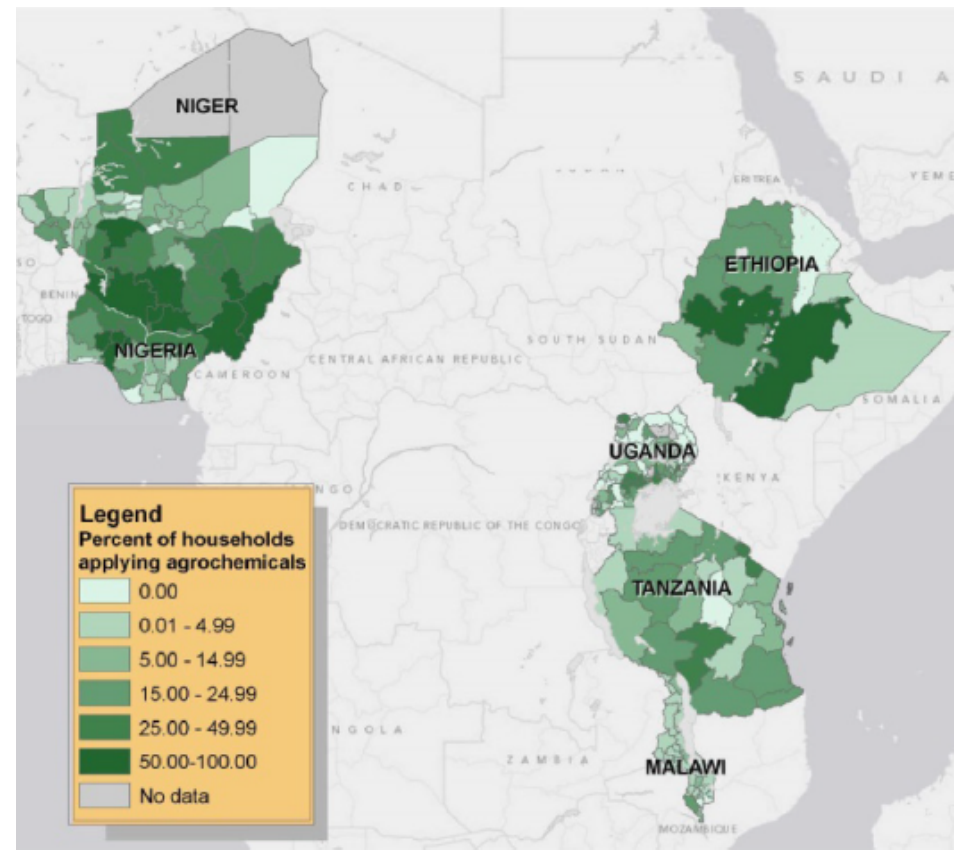 SAUDI A
NIGER
CHAD
ERITREA
YEME
ETHIOPIA
SO
BENIN
TOGO
NIGERIA
SOUTH SUDAN
CENTRAL AFRICAN REPUBLIC
CAMEROON
SOMALIA
UGANDA
KENYA
NGO
DEMOCRATIC REPUBLIC OF THE CONGO
TANZANIA
NGOLA
ZAMBIA
MALAWI
MOZAMBIQUE
Legend
Percent of households
applying agrochemicals
0.00
0.01 - 4.99
5.00 - 14.99
15.00 - 24.99
25.00 - 49.99
50.00-100.00
No data